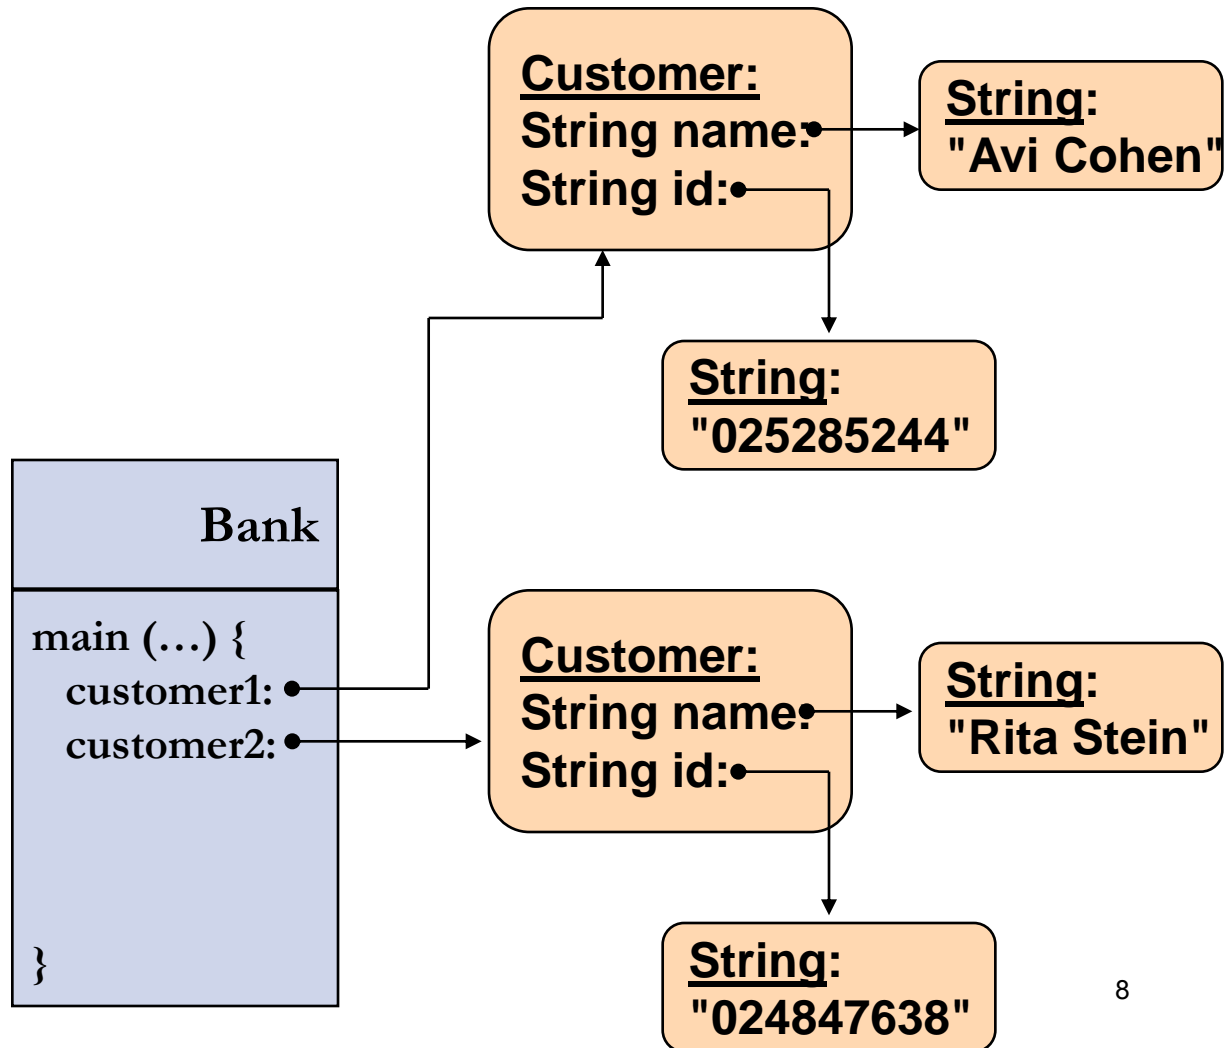 Customer:
String name:
String id:
String:
"Avi Cohen"
String:
"025285244"
Bank
main (…) {
customer1:
customer2:
}
Customer:
String name:
String id:
String:
"Rita Stein"
String:
"024847638"
8